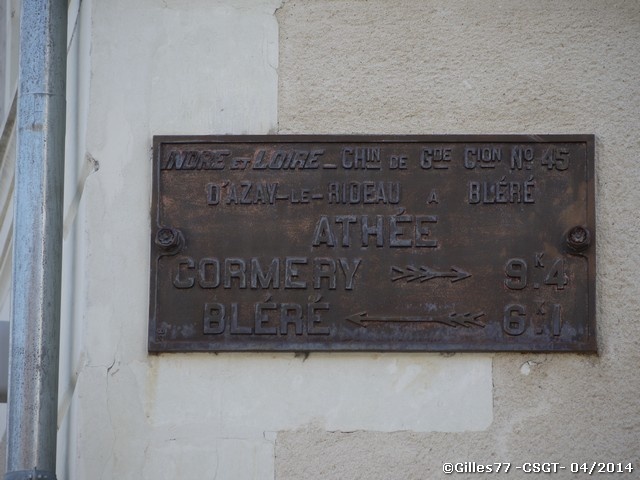 INDRE ET LOIRE - CHIN DE GDE CION NO 45
D'AZAY-LE-RIDEAU A BLÉRÉ
ATHÉE
CORMERY 9K4
BLÉRÉ 6K1
©Gilles77 -CSGT- 04/2014